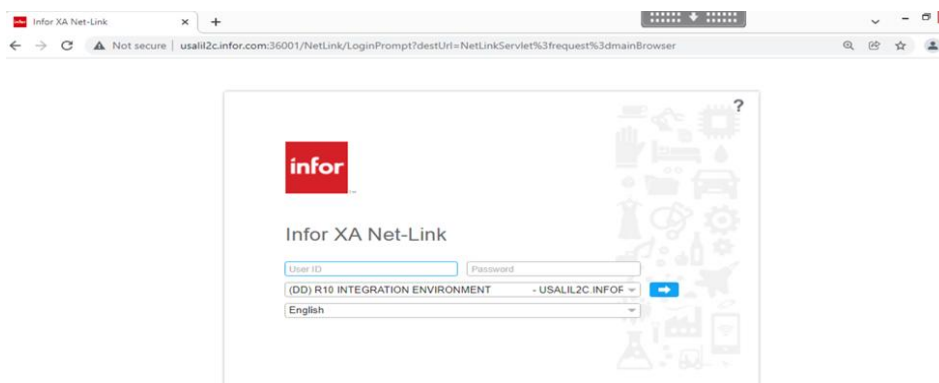 infor Infor XA Net-Link × +
Not secure | usalil2c.infor.com:36001/NetLink/LoginPrompt?destUrl=NetLinkServlet%3frequest%3dmainBrowser
?
infor
Infor XA Net-Link
User ID Password
(DD) R10 INTEGRATION ENVIRONMENT - USALIL2C.INFOR
English